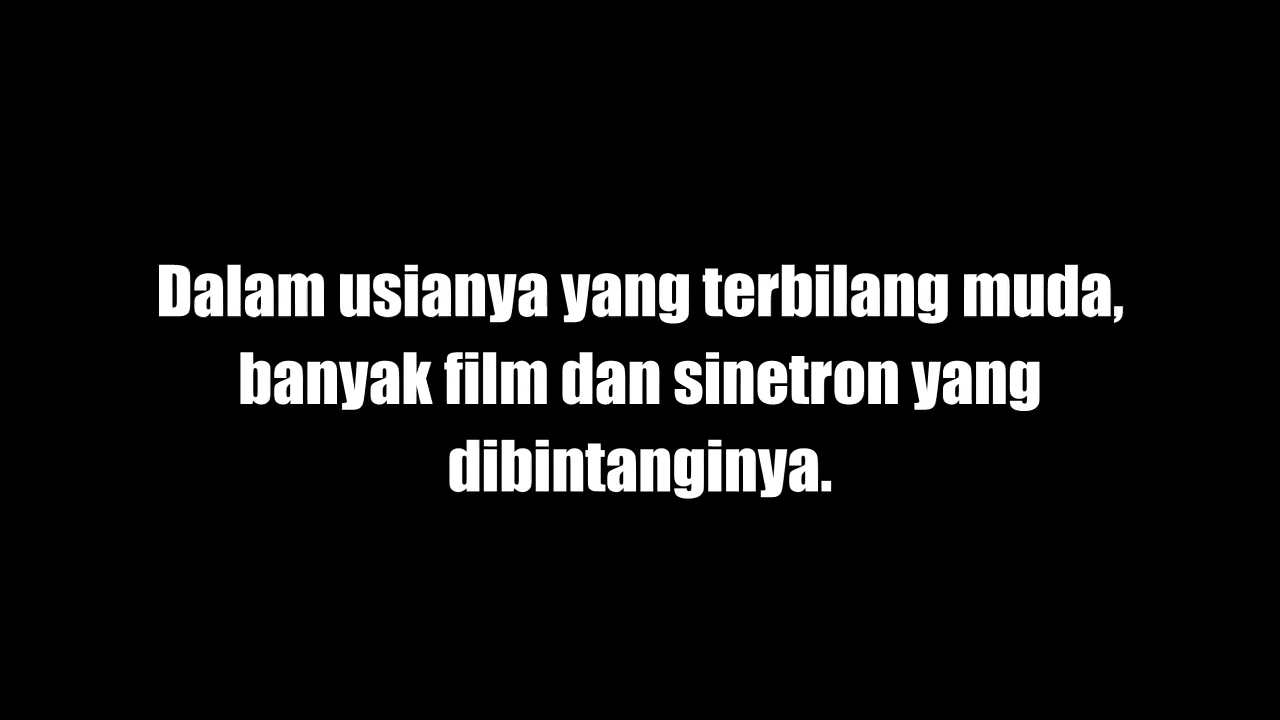 Dalam usianya yang terbilang muda,
banyak film dan sinetron yang
dibintanginya.